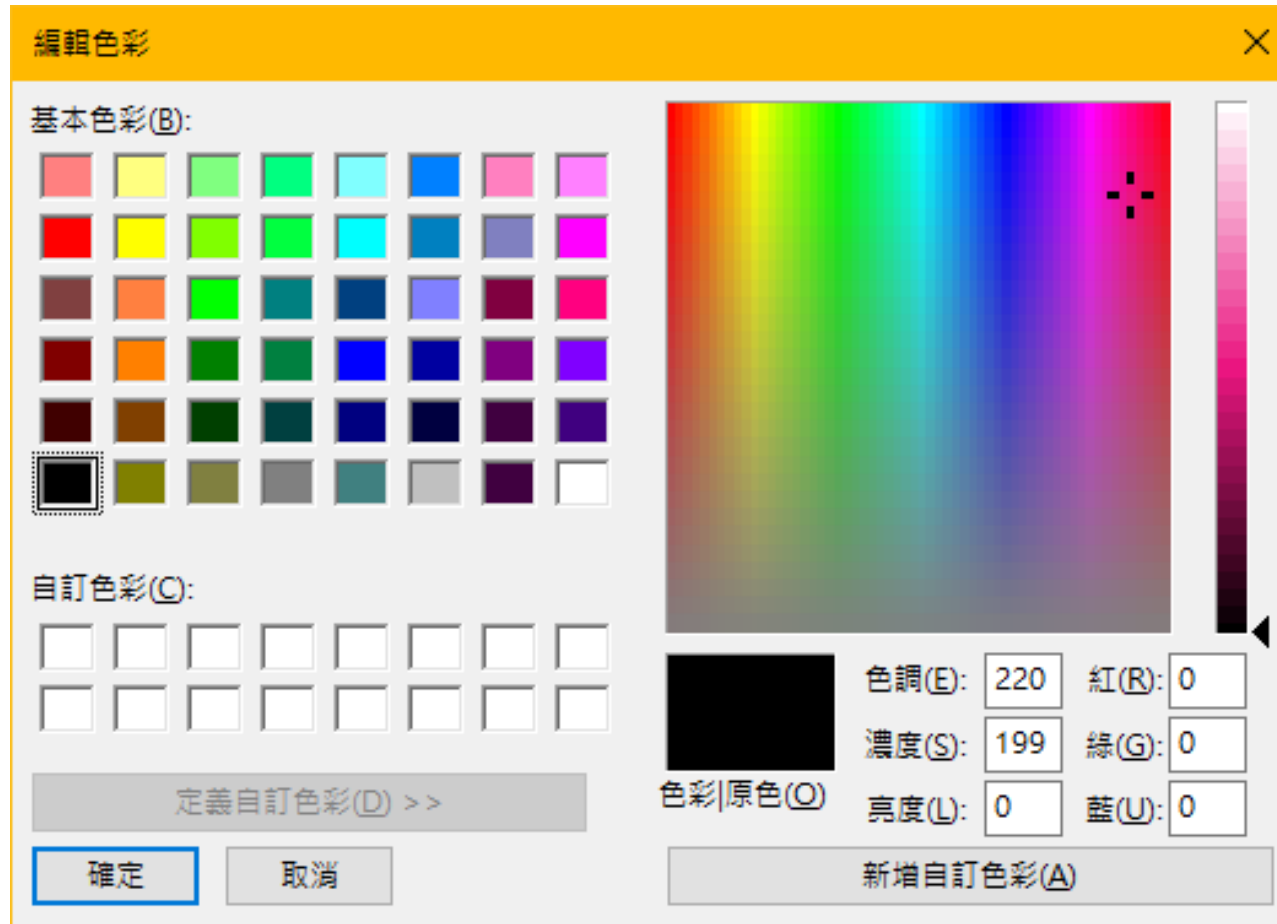 編輯色彩
基本色彩(B):
自訂色彩(C):
定義自訂色彩(D) >>
確定
取消
色彩|原色(O)
色調(E): 220
濃度(S): 199
亮度(L): 0
紅(R): 0
綠(G): 0
藍(U): 0
新增自訂色彩(A)